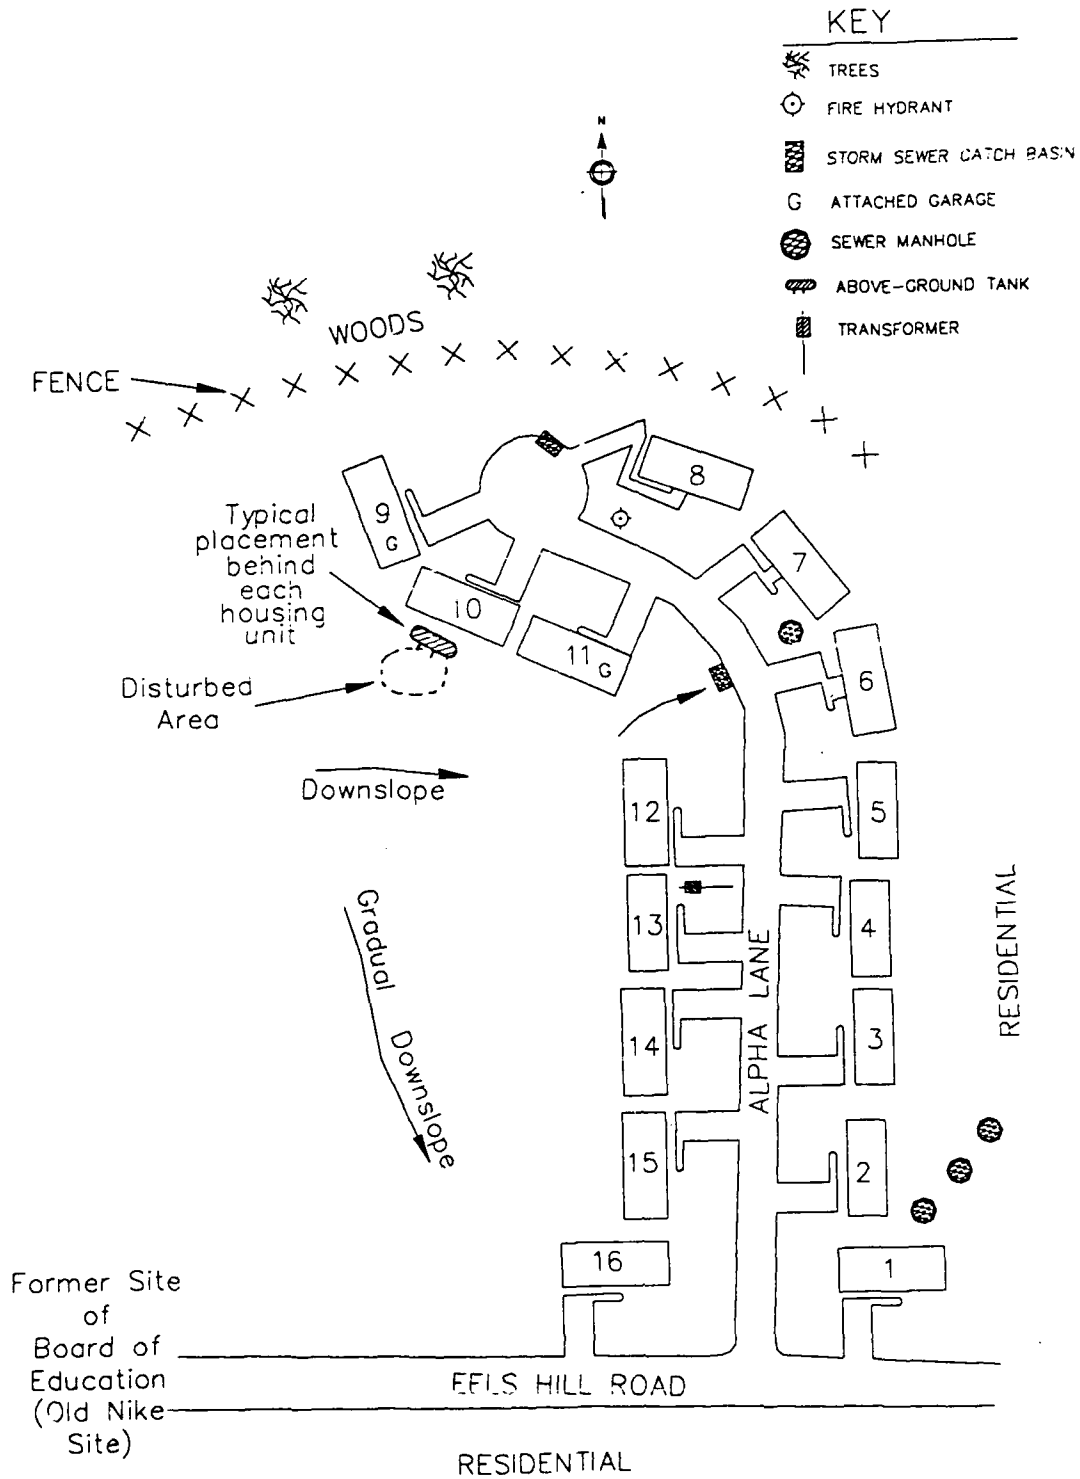 KEY
TREES
FIRE HYDRANT
STORM SEWER CATCH BASIN
G ATTACHED GARAGE
SEWER MANHOLE
ABOVE-GROUND TANK
TRANSFORMER
N
WOODS
FENCE
8
9
G
7
Typical
placement
behind
each
housing
unit
10
11 G
6
Disturbed
Area
Downslope
12
5
Gradual Downslope
13
4
RESIDENTIAL
ALPHA LANE
14
3
15
2
16
1
Former Site
of
Board of
Education
(Old Nike
Site)
EELS HILL ROAD
RESIDENTIAL